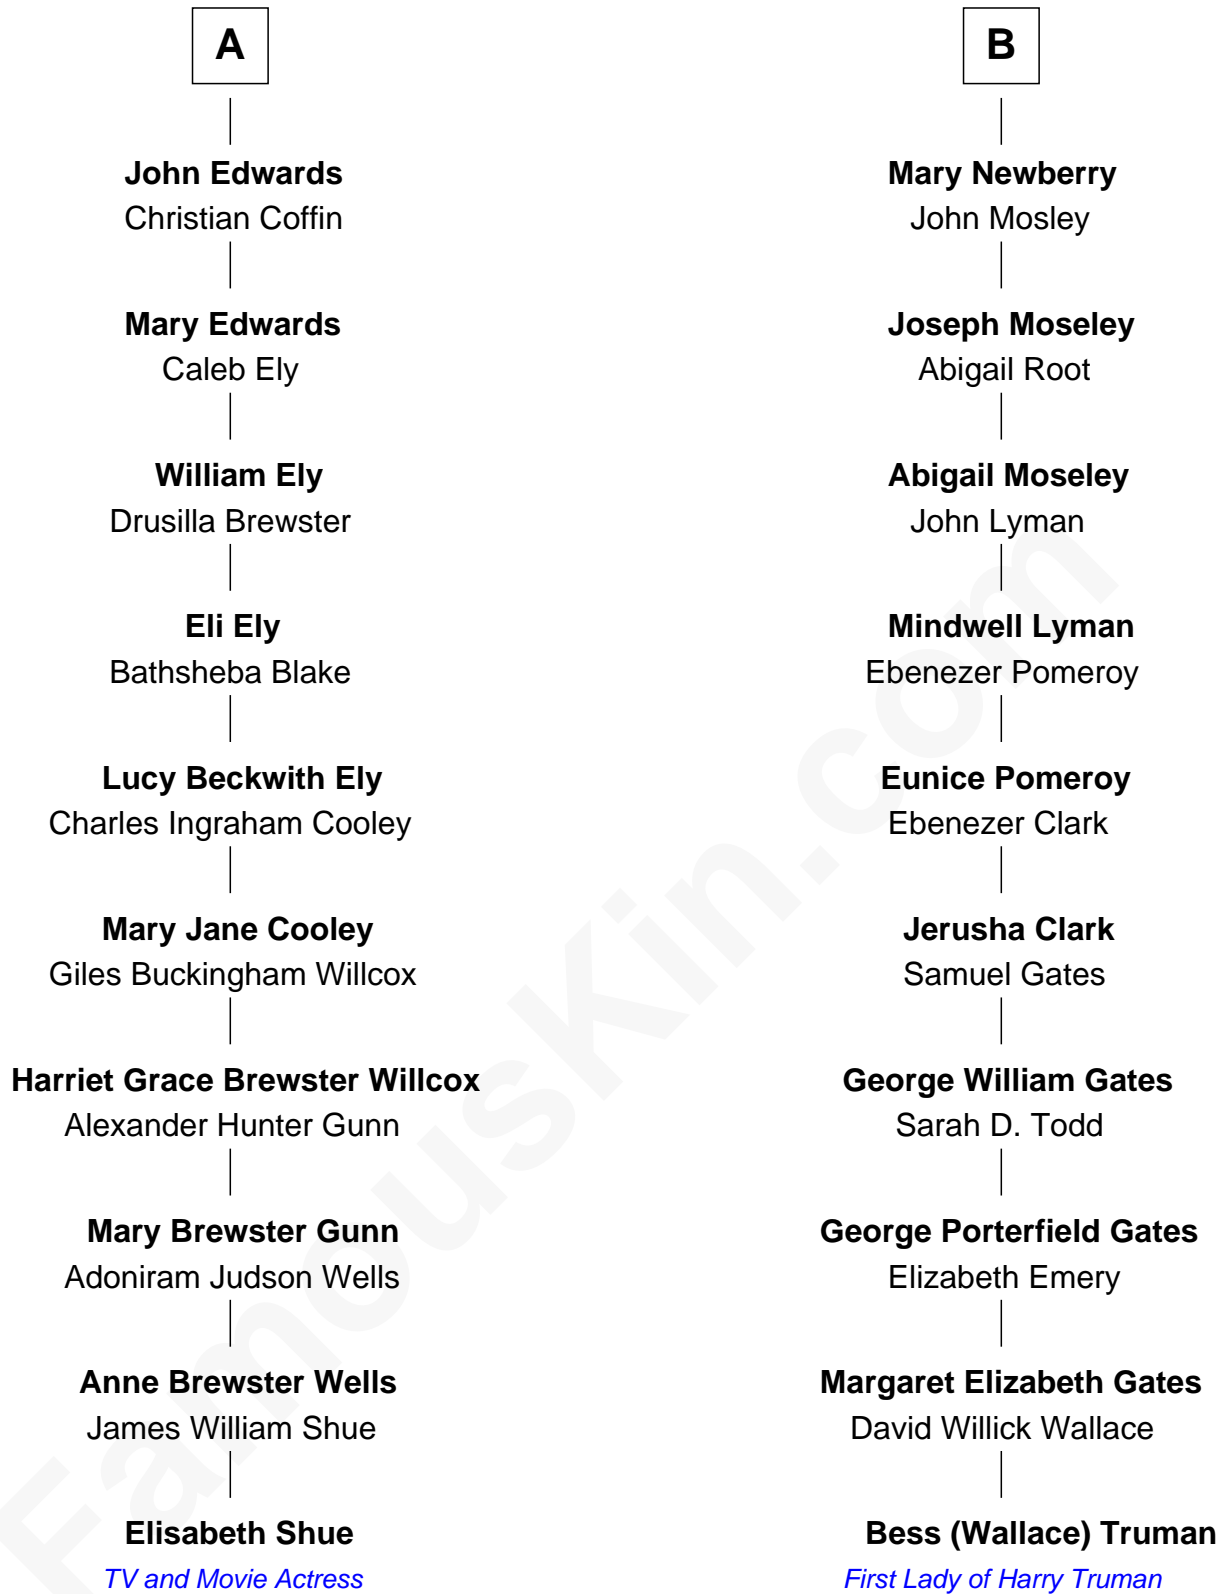 A
John Edwards
Christian Coffin
Mary Edwards
Caleb Ely
William Ely
Drusilla Brewster
Eli Ely
Bathsheba Blake
Lucy Beckwith Ely
Charles Ingraham Cooley
Mary Jane Cooley
Giles Buckingham Willcox
Harriet Grace Brewster Willcox
Alexander Hunter Gunn
Mary Brewster Gunn
Adoniram Judson Wells
Anne Brewster Wells
James William Shue
Elisabeth Shue
TV and Movie Actress
B
Mary Newberry
John Mosley
Joseph Moseley
Abigail Root
Abigail Moseley
John Lyman
Mindwell Lyman
Ebenezer Pomeroy
Eunice Pomeroy
Ebenezer Clark
Jerusha Clark
Samuel Gates
George William Gates
Sarah D. Todd
George Porterfield Gates
Elizabeth Emery
Margaret Elizabeth Gates
David Willick Wallace
Bess (Wallace) Truman
First Lady of Harry Truman
FamousKin.com